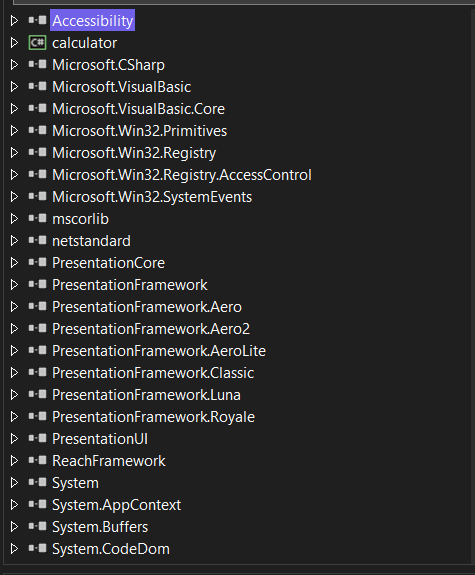 Accessibility
C# calculator
Microsoft.CSharp
Microsoft.VisualBasic
Microsoft.VisualBasic.Core
Microsoft.Win32.Primitives
Microsoft.Win32.Registry
Microsoft.Win32.Registry.AccessControl
Microsoft.Win32.SystemEvents
mscorlib
netstandard
PresentationCore
PresentationFramework
PresentationFramework.Aero
PresentationFramework.Aero2
PresentationFramework.AeroLite
PresentationFramework.Classic
PresentationFramework.Luna
PresentationFramework.Royale
PresentationUI
ReachFramework
System
System.AppContext
System.Buffers
System.CodeDom